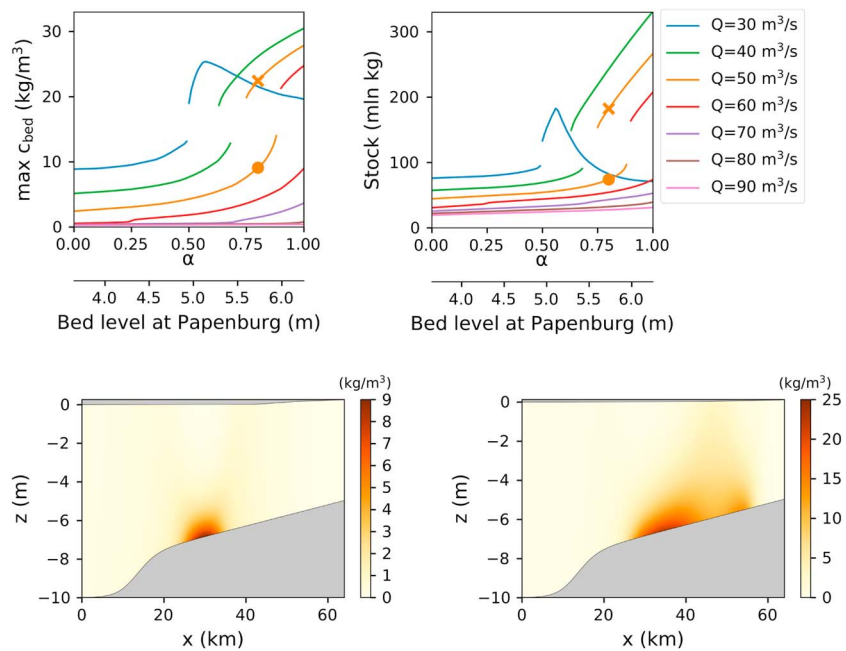 max c_bed (kg/m³)
30
20
10
0
0.00 0.25 0.50 0.75 1.00
α
4.0 4.5 5.0 5.5 6.0
Bed level at Papenburg (m)
Stock (mln kg)
300
200
100
0
0.00 0.25 0.50 0.75 1.00
α
4.0 4.5 5.0 5.5 6.0
Bed level at Papenburg (m)
Q=30 m³/s
Q=40 m³/s
Q=50 m³/s
Q=60 m³/s
Q=70 m³/s
Q=80 m³/s
Q=90 m³/s
z (m)
0
−2
−4
−6
−8
−10
0 20 40 60
x (km)
(kg/m³)
9
8
7
6
5
4
3
2
1
0
z (m)
0
−2
−4
−6
−8
−10
0 20 40 60
x (km)
(kg/m³)
25
20
15
10
5
0